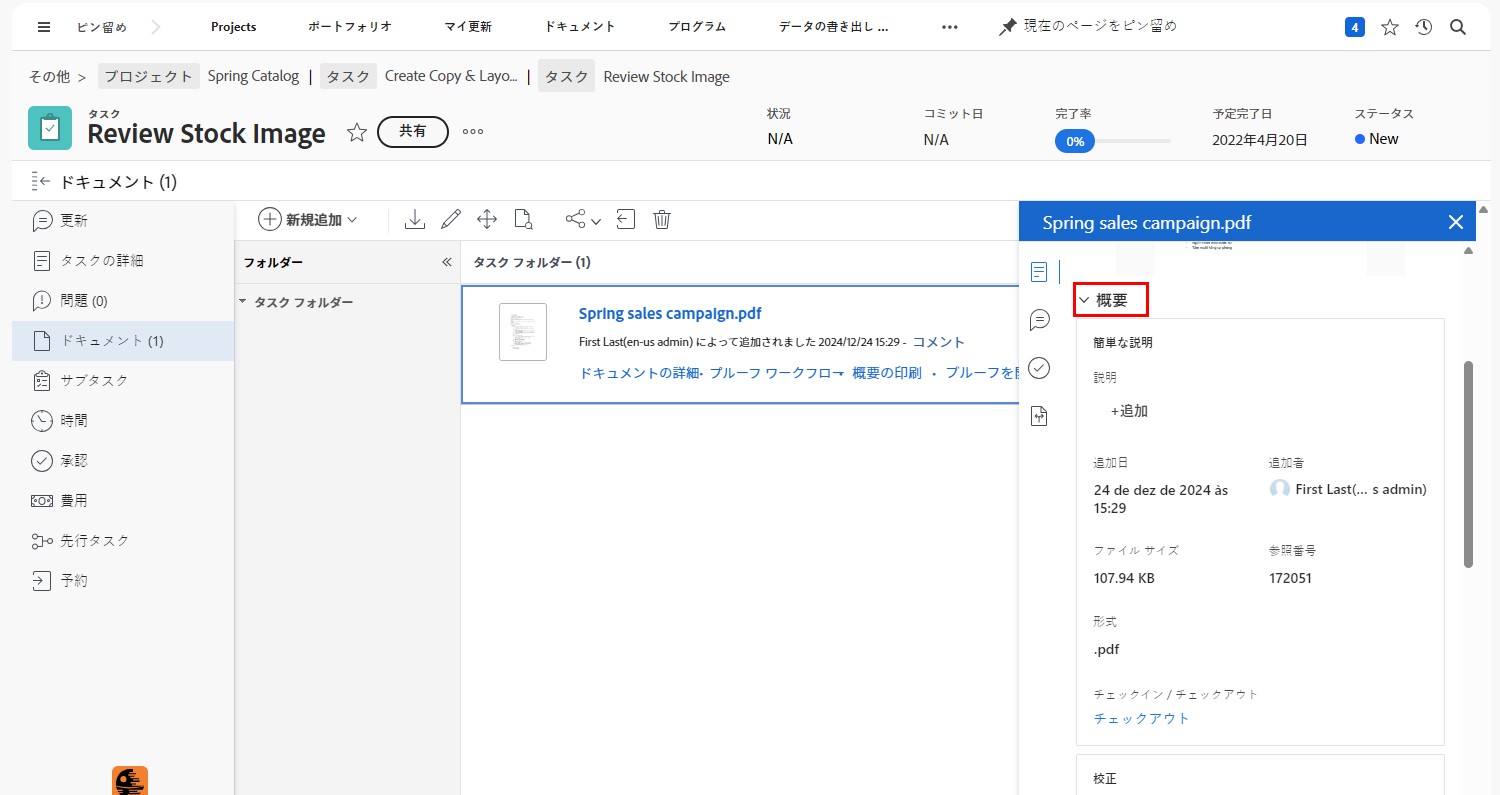 ピン留め
Projects
ポートフォリオ
マイ更新
ドキュメント
プログラム
データの書き出し ...
現在のページをピン留め
4
その他 > プロジェクト Spring Catalog | タスク Create Copy & Layo... | タスク Review Stock Image
タスク
Review Stock Image
共有
状況
N/A
コミット日
N/A
完了率
0%
予定完了日
2022年4月20日
ステータス
New
ドキュメント (1)
更新
タスクの詳細
問題 (0)
ドキュメント (1)
サブタスク
時間
承認
費用
先行タスク
予約
新規追加
フォルダー
タスク フォルダー
タスク フォルダー (1)
Spring sales campaign.pdf
First Last(en-us admin) によって追加されました 2024/12/24 15:29 - コメント
ドキュメントの詳細・ プルーフ ワークフロー 概要の印刷 ・ プルーフを
Spring sales campaign.pdf
概要
簡単な説明
説明
+追加
追加日
24 de dez de 2024 às
15:29
追加者
First Last(... s admin)
ファイル サイズ
107.94 KB
参照番号
172051
形式
.pdf
チェックイン / チェックアウト
チェックアウト
校正